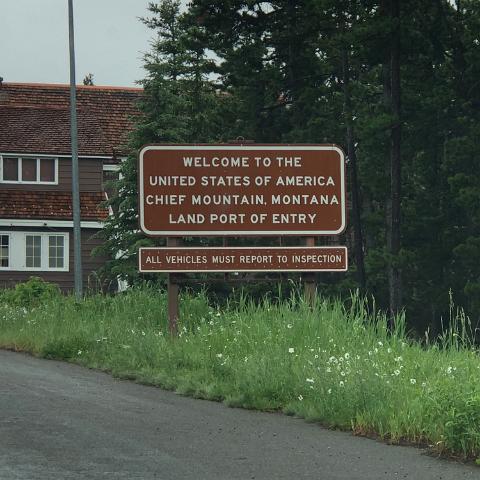 WELCOME TO THE
UNITED STATES OF AMERICA
CHIEF MOUNTAIN, MONTANA
LAND PORT OF ENTRY
ALL VEHICLES MUST REPORT TO INSPECTION